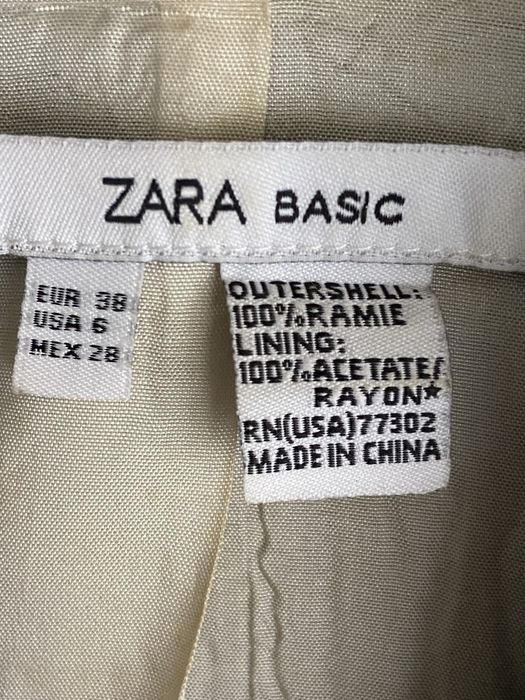 ZARA BASIC
EUR 38
USA 6
MEX 28
OUTERSHELL:
100% RAMIE
LINING:
100% ACETATE/
RAYON*
RN(USA)77302
MADE IN CHINA